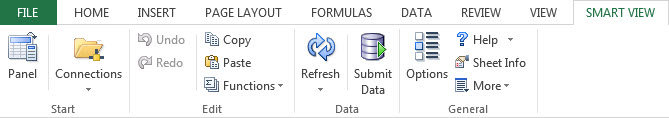 FILE HOME INSERT PAGE LAYOUT FORMULAS DATA REVIEW VIEW SMART VIEW
Panel
Connections
Start
Undo
Redo
Copy
Paste
Functions
Edit
Refresh
Submit
Data
Data
Options
Help
Sheet Info
More
General